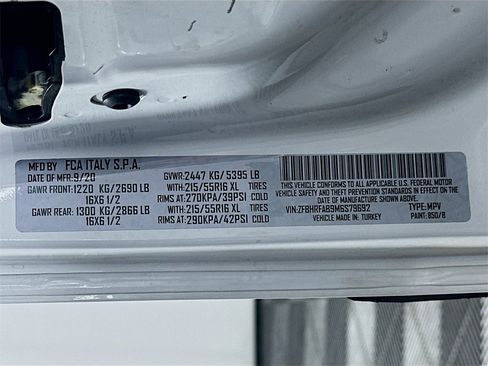 MFD BY FCA ITALY S.P.A.
DATE OF MFR:9/20 GVWR:2447 KG/5395 LB
GAWR FRONT:1220 KG/2690 LB WITH:215/55R16 XL
16X6 1/2 RIMS AT:270KPA/39PSI COLD
GAWR REAR:1300 KG/2866 LB WITH:215/55R16 XL
16X6 1/2 RIMS AT:290KPA/42PSI COLD
THIS VEHICLE CONFORMS TO ALL APPLICABLE U.S. FEDERAL MOTOR
VEHICLE SAFETY AND THEFT PREVENTION STANDARDS IN EFFECT ON THE
DATE OF MANUFACTURE SHOWN ABOVE.
VIN:ZFBHRFAB9M6S79692 TYPE:MPV
MADE IN: TURKEY PAINT: 850/B